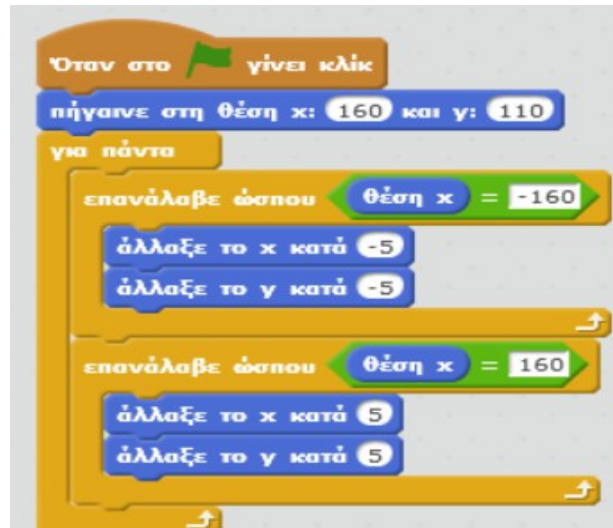 Όταν στο γίνει κλίκ
πήγαινε στη θέση x: 160 και y: 110
για πάντα
επανάλαβε ώσπου θέση x = -160
άλλαξε το x κατά -5
άλλαξε το y κατά -5
επανάλαβε ώσπου θέση x = 160
άλλαξε το x κατά 5
άλλαξε το y κατά 5